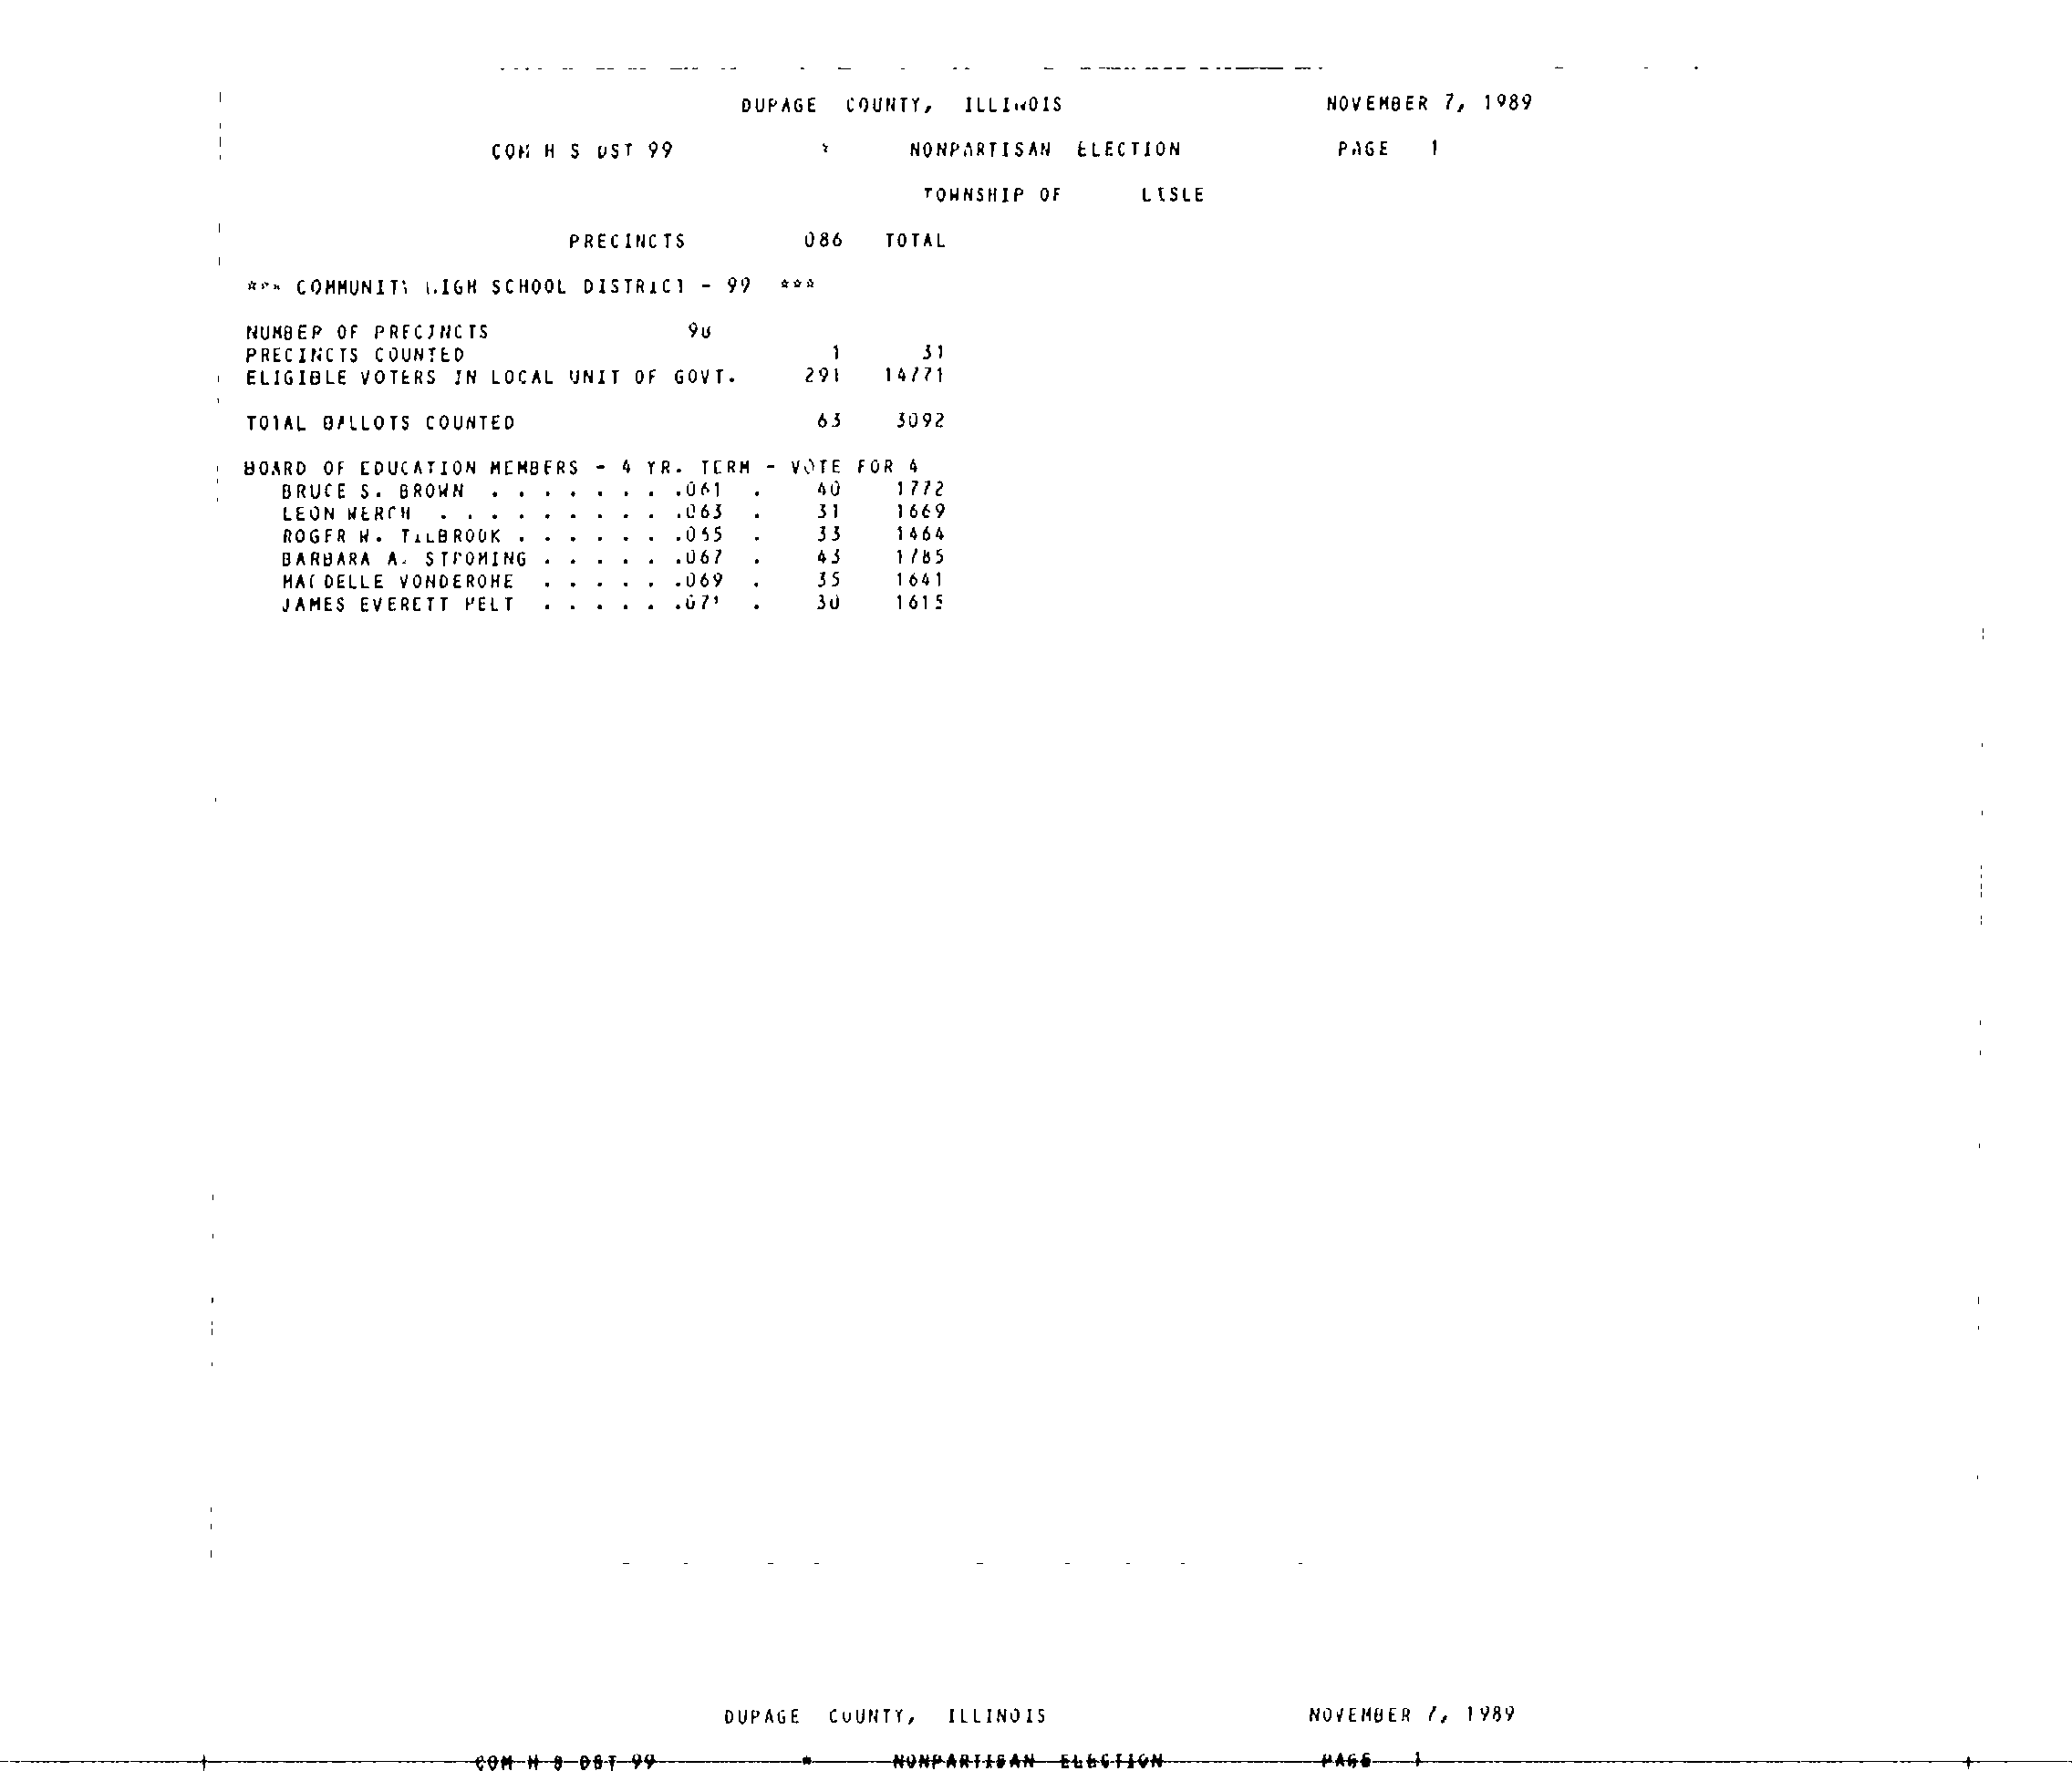 DUPAGE COUNTY, ILLINOIS NOVEMBER 7, 1989
COM H S DST 99 * NONPARTISAN ELECTION PAGE 1
TOWNSHIP OF LISLE
PRECINCTS 086 TOTAL
*** COMMUNITY HIGH SCHOOL DISTRICT - 99 ***
NUMBER OF PRECINCTS
PRECINCTS COUNTED 1 31
ELIGIBLE VOTERS IN LOCAL UNIT OF GOVT. 291 14771
TOTAL BALLOTS COUNTED 63 3092
BOARD OF EDUCATION MEMBERS - 4 YR. TERM - VOTE FOR 4
BRUCE S. BROWN . . . . . . . .061 . 40 1772
LEON WERCH . . . . . . . . . .063 . 31 1669
ROGER W. TILBROOK . . . . . . .065 . 33 1464
BARBARA A. STROMING . . . . . .067 . 43 1785
MARDELLE VONDEROHE . . . . . .069 . 35 1641
JAMES EVERETT PELT . . . . . .071 . 30 1615
DUPAGE COUNTY, ILLINOIS NOVEMBER 7, 1989
COM H S DST 99 * NONPARTISAN ELECTION PAGE 1